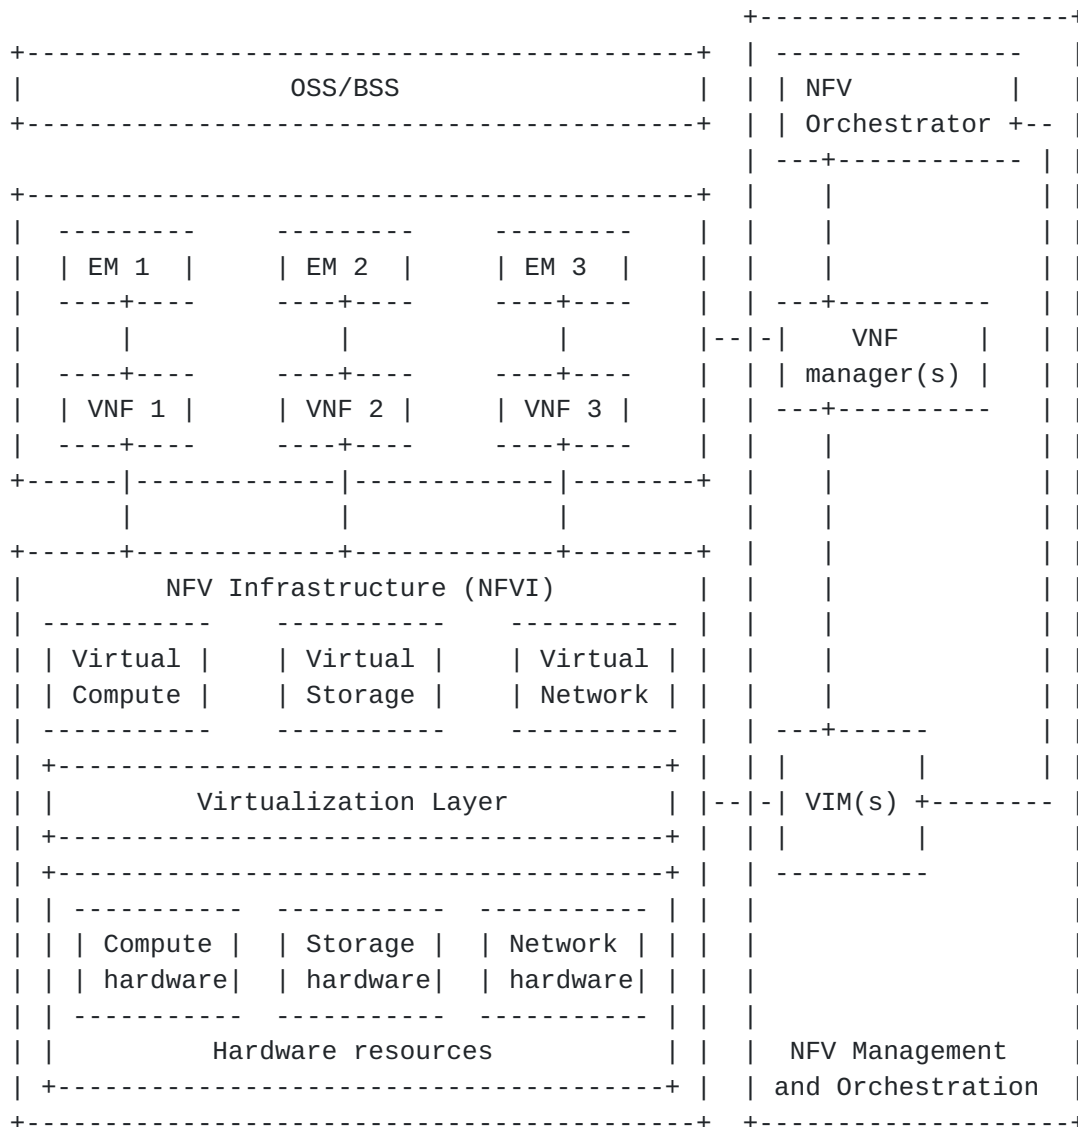 OSS/BSS
NFV
Orchestrator
EM 1 EM 2 EM 3
VNF
manager(s)
VNF 1 VNF 2 VNF 3
NFV Infrastructure (NFVI)
Virtual Virtual Virtual
Compute Storage Network
Virtualization Layer
VIM(s)
Compute Storage Network
hardware hardware hardware
Hardware resources
NFV Management
and Orchestration